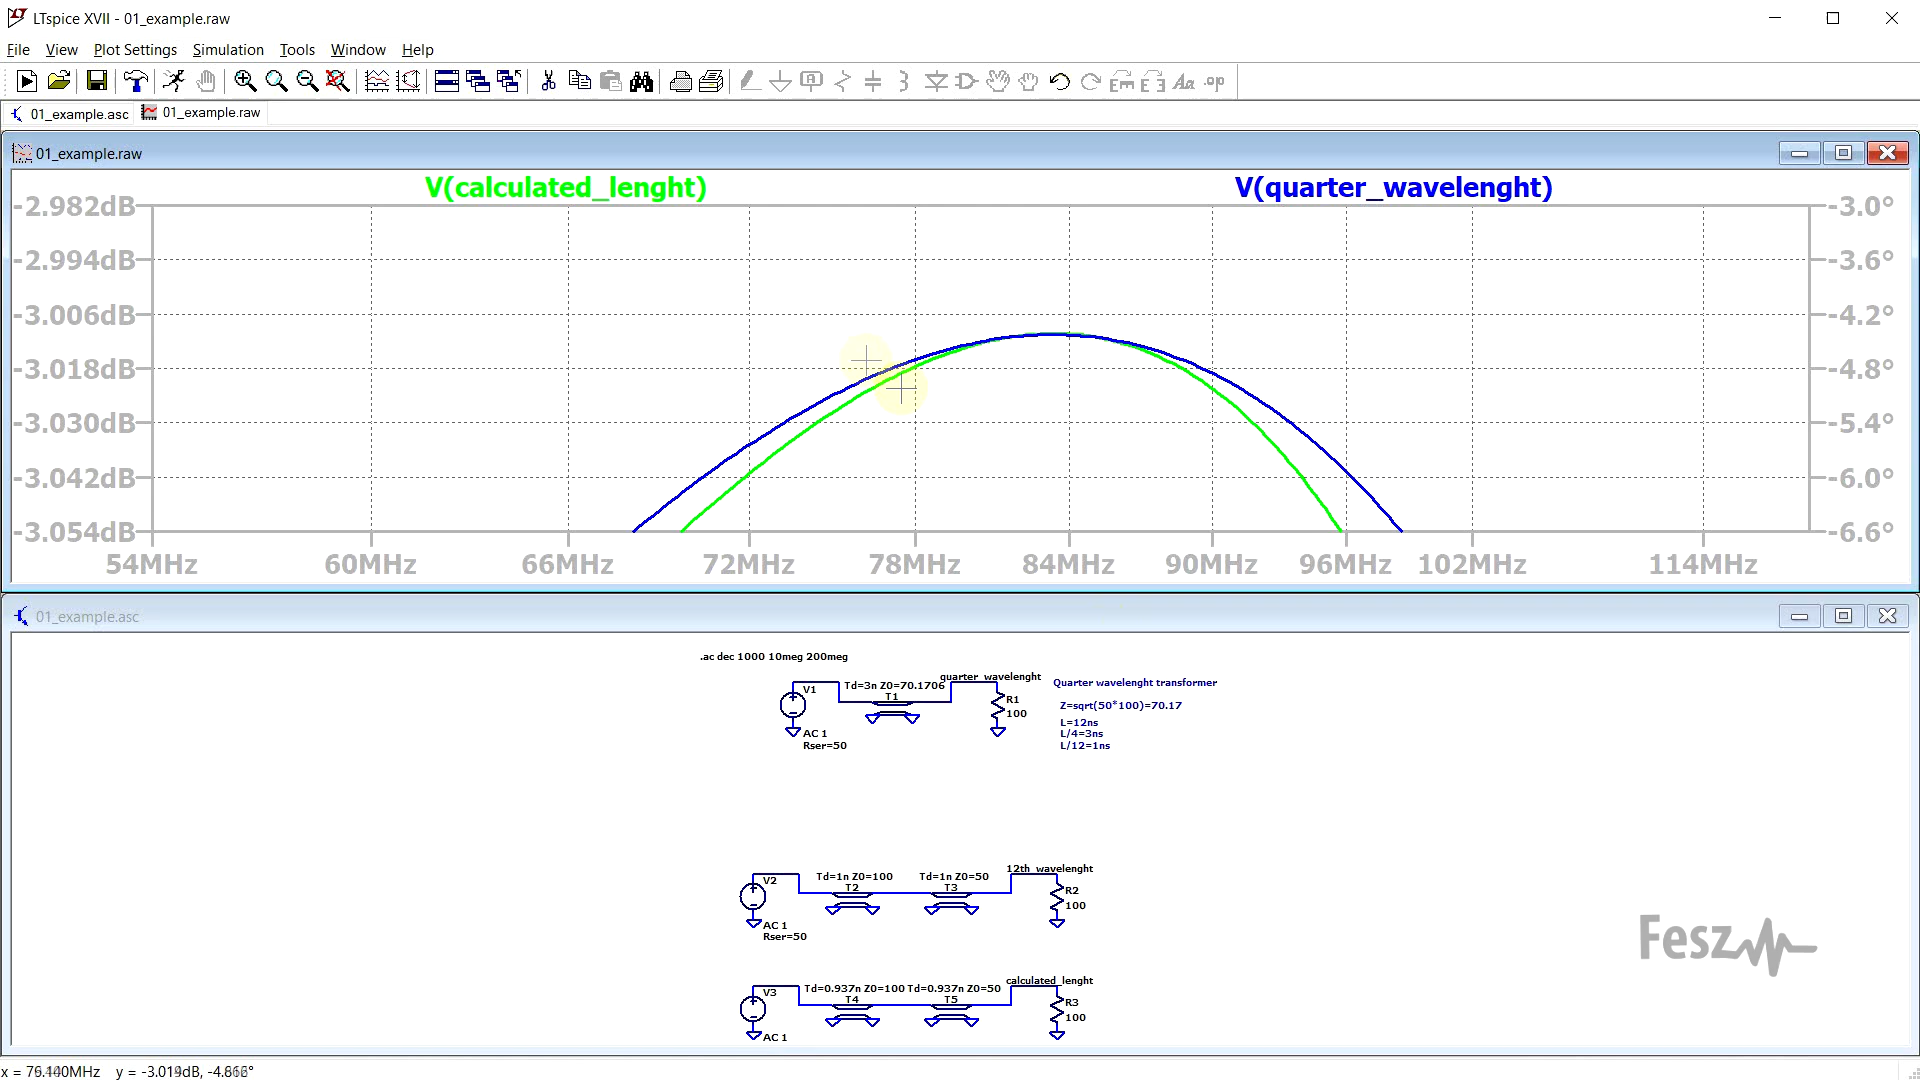 LTspice XVII - 01_example.raw
File View Plot Settings Simulation Tools Window Help
01_example.asc 01_example.raw
01_example.raw
V(calculated_lenght) V(quarter_wavelenght)
-2.982dB -3.0°
-2.994dB -3.6°
-3.006dB -4.2°
-3.018dB -4.8°
-3.030dB -5.4°
-3.042dB -6.0°
-3.054dB -6.6°
54MHz 60MHz 66MHz 72MHz 78MHz 84MHz 90MHz 96MHz 102MHz 114MHz
01_example.asc
.ac dec 1000 10meg 200meg
quarter_wavelenght
Quarter wavelenght transformer
V1 Td=3n Z0=70.1706
T1
R1
100
Z=sqrt(50*100)=70.17
L=12ns
L/4=3ns
L/12=1ns
AC 1
Rser=50
12th_wavelenght
V2 Td=1n Z0=100 Td=1n Z0=50
T2 T3
R2
100
AC 1
Rser=50
calculated_lenght
V3 Td=0.937n Z0=100 Td=0.937n Z0=50
T4 T5
R3
100
AC 1
Fesz